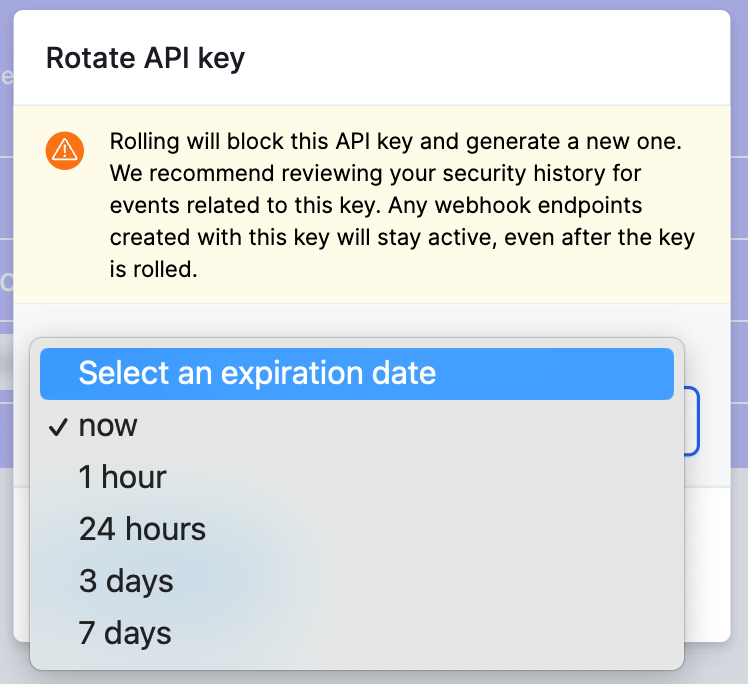 Rotate API key
Rolling will block this API key and generate a new one.
We recommend reviewing your security history for
events related to this key. Any webhook endpoints
created with this key will stay active, even after the key
is rolled.
Select an expiration date
now
1 hour
24 hours
3 days
7 days